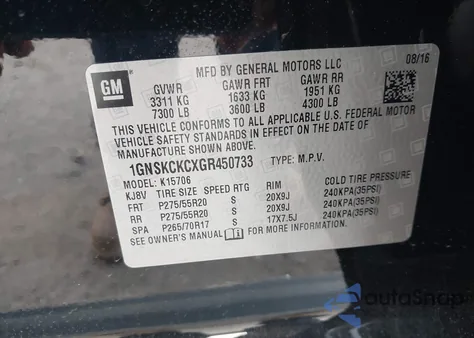 MFD BY GENERAL MOTORS LLC 08/16
GM
GVWR GAWR FRT GAWR RR
3311 KG 1633 KG 1951 KG
7300 LB 3600 LB 4300 LB
THIS VEHICLE CONFORMS TO ALL APPLICABLE U.S. FEDERAL MOTOR
VEHICLE SAFETY STANDARDS IN EFFECT ON THE DATE OF
MANUFACTURE SHOWN ABOVE.
1GNSKCKCXGR450733 TYPE: M.P.V.
MODEL: K15706
KJ8V TIRE SIZE SPEED RTG RIM COLD TIRE PRESSURE
FRT P275/55R20 S 20X9J 240KPA(35PSI)
RR P275/55R20 S 20X9J 240KPA(35PSI)
SPA P265/70R17 S 17X7.5J 240KPA(35PSI)
SEE OWNER'S MANUAL FOR MORE INFORMATION.
AutoSnap